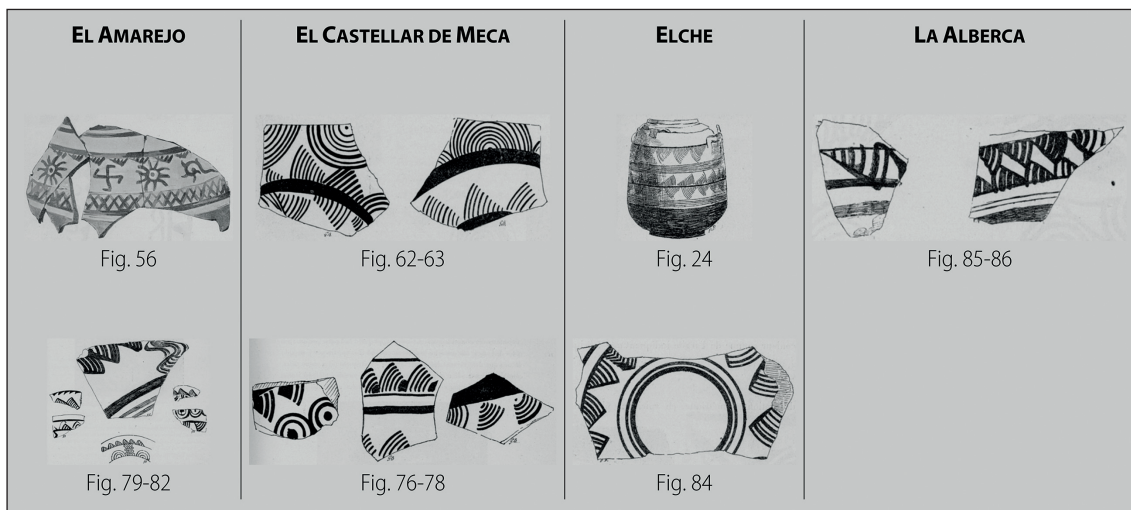 EL AMAREJO
EL CASTELLAR DE MECA
ELCHE
LA ALBERCA
Fig. 56
Fig. 62-63
Fig. 24
Fig. 85-86
Fig. 79-82
Fig. 76-78
Fig. 84